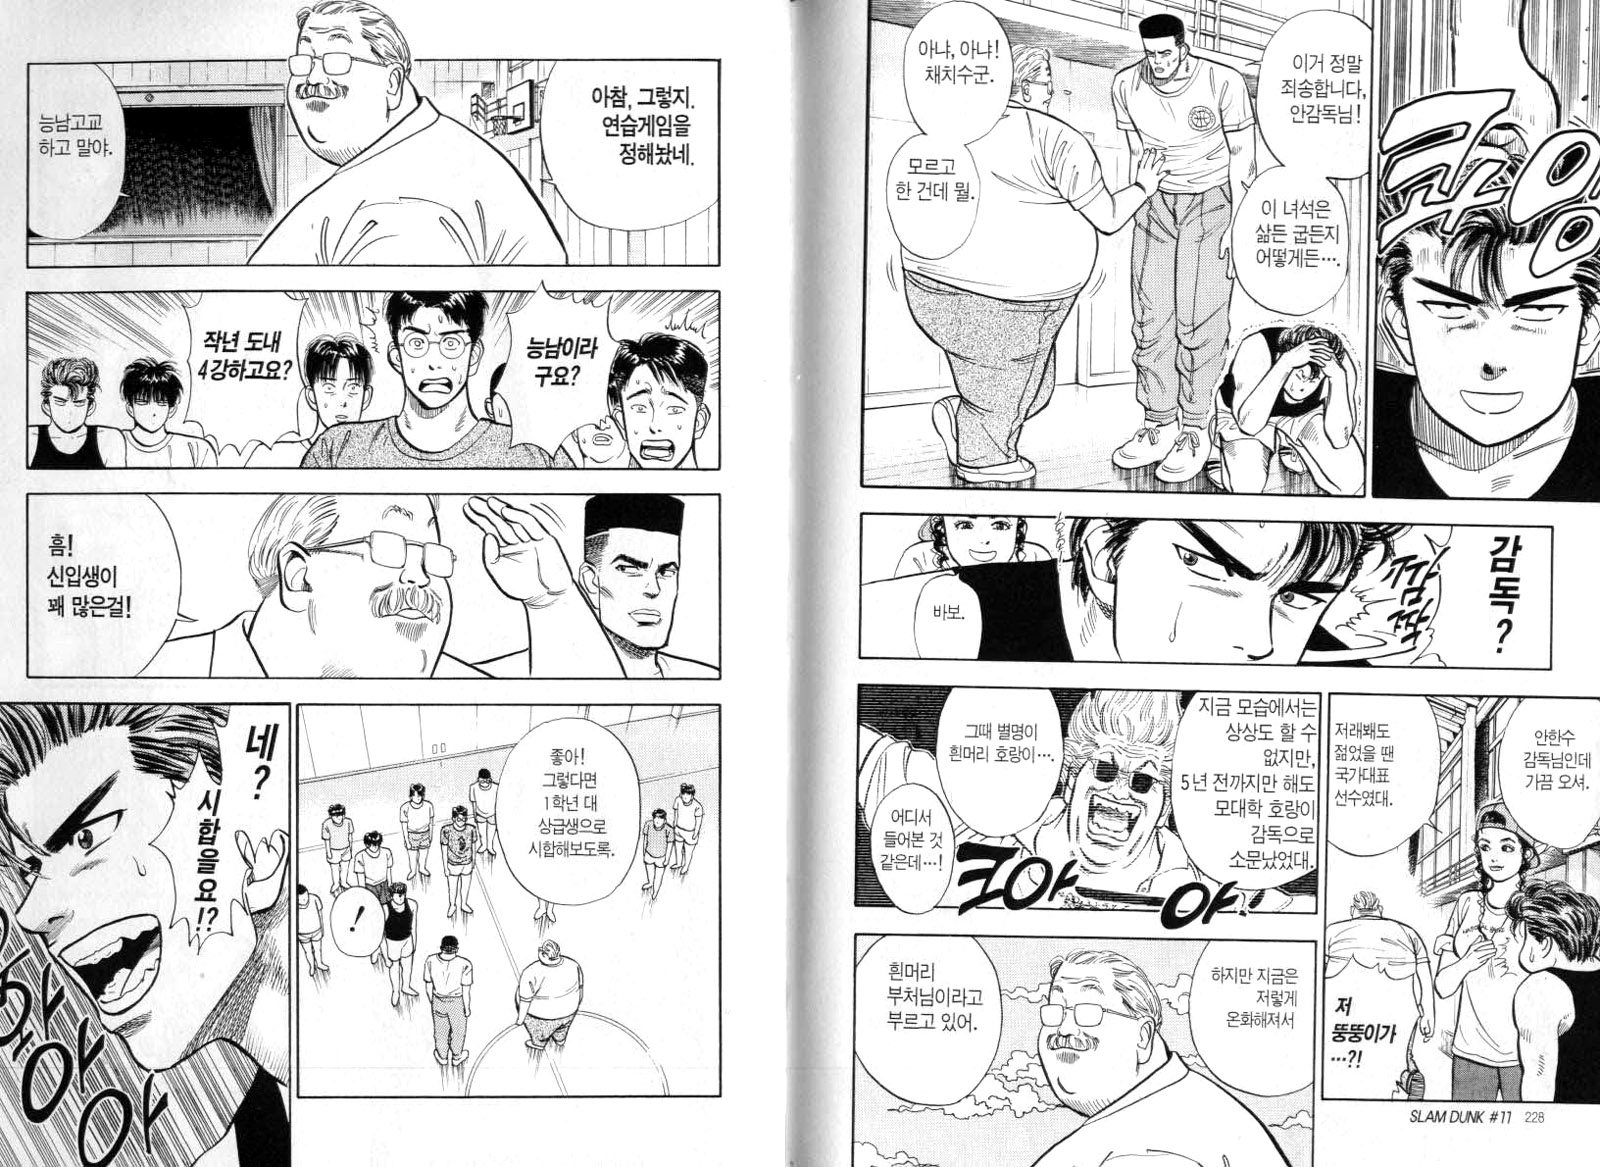 콰앙
이거 정말
죄송합니다,
안감독님!
이 녀석은
삶든 굽든지
어떻게든….
아냐, 아냐!
채치수군.
모르고
한 건데 뭘.
감독?
깜짝
바보.
안한수
감독님인데
가끔 오셔.
저래봬도
젊었을 땐
국가대표
선수였대.
저
뚱뚱이가
…?!
지금 모습에서는
상상도 할 수
없지만,
5년 전까지만 해도
모대학 호랑이
감독으로
소문났었대.
그때 별명이
흰머리 호랑이….
어디서
들어본 것
같은데…!
크아아
하지만 지금은
저렇게
온화해져서
흰머리
부처님이라고
부르고 있어.
SLAM DUNK #11 228
아참, 그렇지.
연습게임을
정해놨네.
능남고교
하고 말야.
능남이라
구요?
작년 도내
4강하고요?
흠!
신입생이
꽤 많은걸!
좋아!
그렇다면
1학년 대
상급생으로
시합해보도록.
!
네?
시합을요!?
와아아아